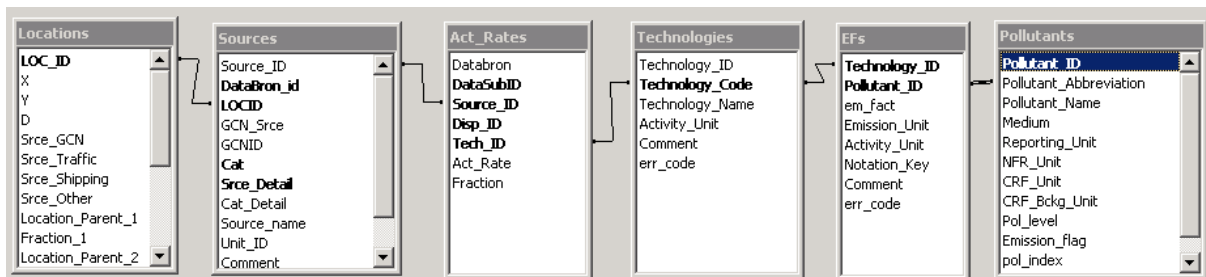 Locations
LOC_ID
X
Y
D
Srce_GCN
Srce_Traffic
Srce_Shipping
Srce_Other
Location_Parent_1
Fraction_1
Location_Parent_2
Sources
Source_ID
DataBron_id
LOCID
GCN_Srce
GCNID
Cat
Srce_Detail
Cat_Detail
Source_name
Unit_ID
Comment
Act_Rates
Databron
DataSubID
Source_ID
Disp_ID
Tech_ID
Act_Rate
Fraction
Technologies
Technology_ID
Technology_Code
Technology_Name
Activity_Unit
Comment
err_code
EFs
Technology_ID
Pollutant_ID
em_fact
Emission_Unit
Activity_Unit
Notation_Key
Comment
err_code
Pollutants
Pollutant_ID
Pollutant_Abbreviation
Pollutant_Name
Medium
Reporting_Unit
NFR_Unit
CRF_Unit
CRF_Bckg_Unit
Pol_level
Emission_flag
pol_index